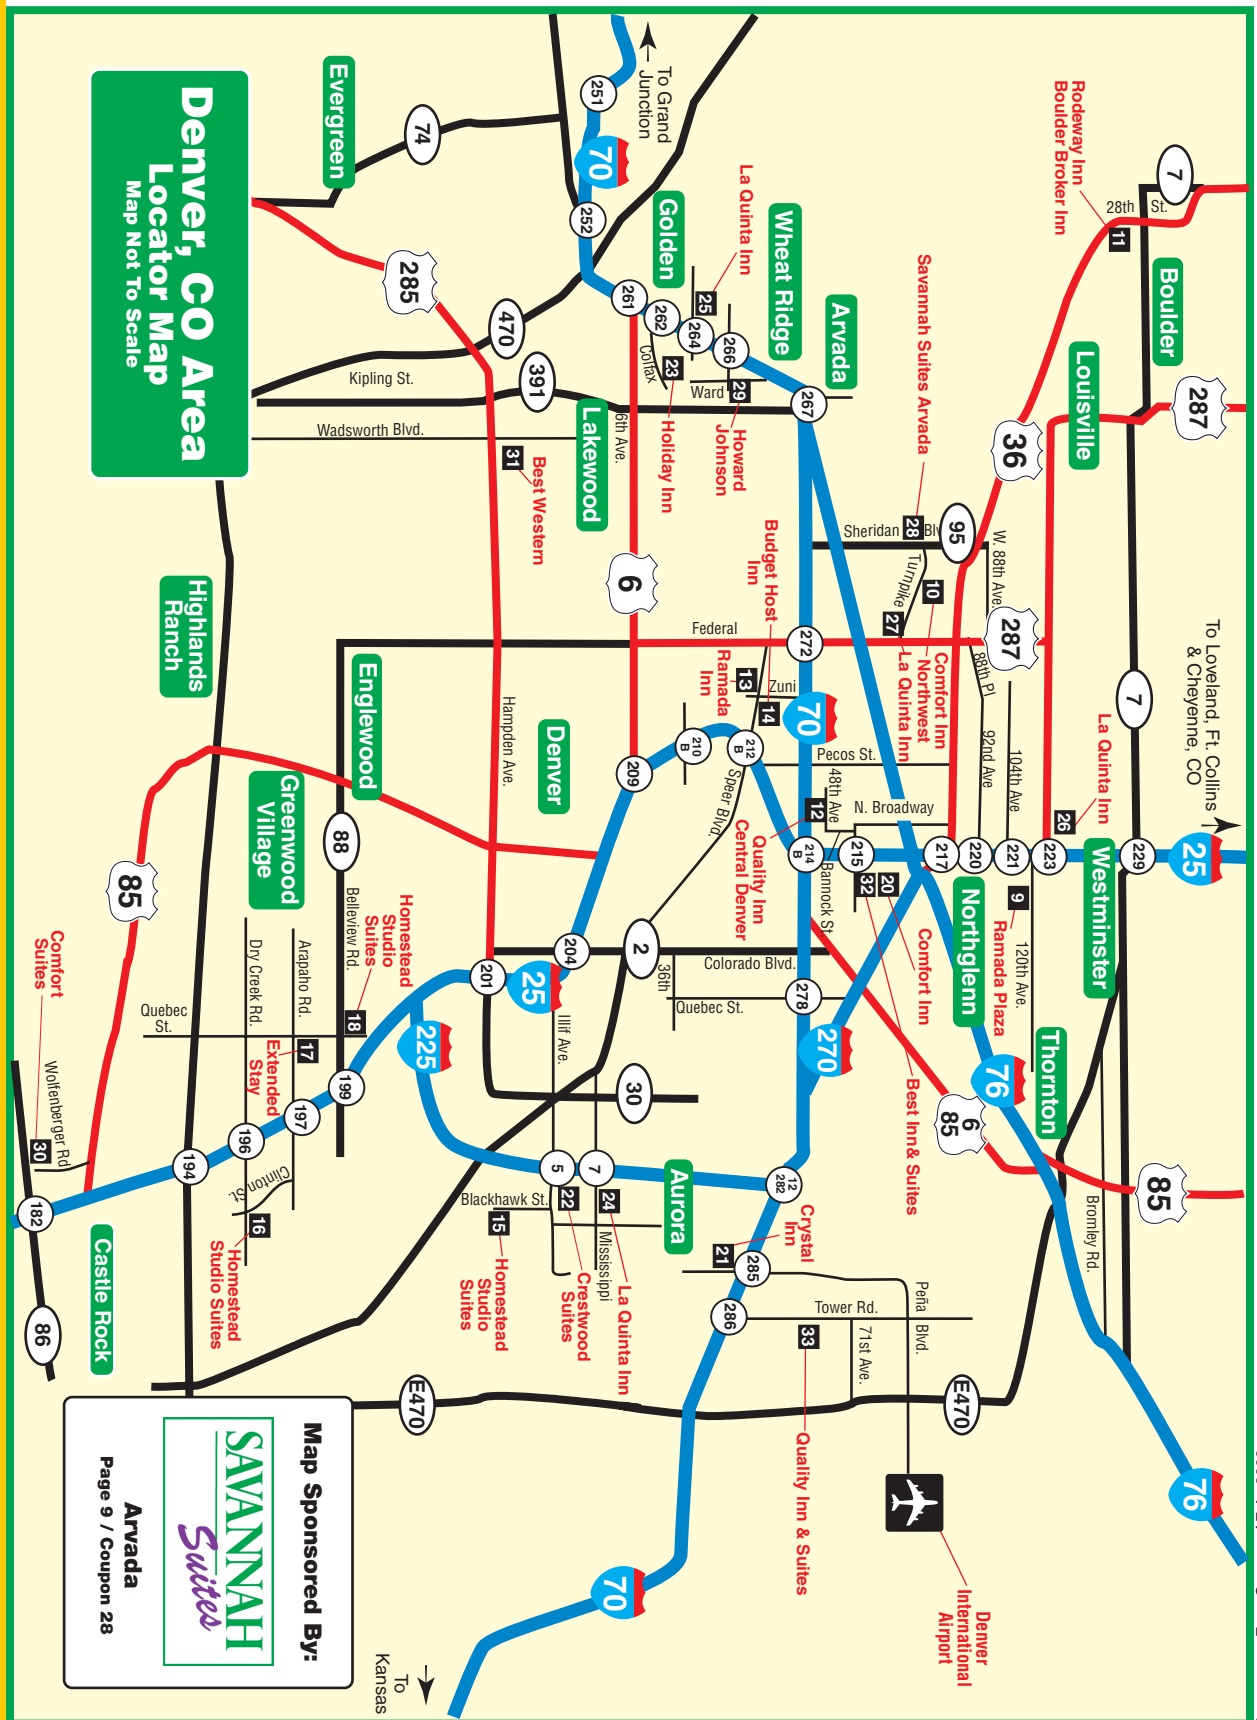 Denver, CO Area
Locator Map
Map Not To Scale
To Loveland, Ft. Collins
& Cheyenne, CO
25
76
7
287
7
229
85
Boulder
Westminster
Bromley Rd.
Rodeway Inn
Boulder Broker Inn
11
28th St.
Louisville
La Quinta Inn
26
223
Thornton
36
287
W. 88th Ave.
88th Pl
92nd Ave
104th Ave
221
220
217
9
Ramada Plaza
120th Ave.
Northglenn
76
6
85
E470
Denver
International
Airport
95
Savannah Suites Arvada
28
Sheridan Blv
Turnpike
10
Comfort Inn
Northwest
27
La Quinta Inn
N. Broadway
20
Comfort Inn
32
Best Inn& Suites
Peña Blvd.
71st Ave.
Arvada
267
272
70
Pecos St.
48th Ave
12
215
214
B
Bannock St.
278
270
Tower Rd.
33
Quality Inn & Suites
Wheat Ridge
Budget Host
Inn
14
Zuni
13
Ramada
Inn
Federal
212
B
210
B
Speer Blvd.
Quality Inn
Central Denver
Colorado Blvd.
Quebec St.
36th
12
282
Crystal
Inn
21
285
286
La Quinta Inn
25
266
264
262
261
Golden
Colfax
23
Holiday Inn
Ward
29
Howard
Johnson
To Grand
Junction
251
70
252
6th Ave.
6
209
2
30
Aurora
70
Lakewood
Denver
204
25
Illif Ave.
5
7
22
24
Mississippi
La Quinta Inn
Crestwood
Suites
Blackhawk St.
15
Homestead
Studio
Suites
470
391
Kipling St.
Wadsworth Blvd.
31
Best Western
Hampden Ave.
201
225
Evergreen
74
285
Englewood
88
Belleview Rd.
Homestead
Studio
Suites
18
199
E470
To
Kansas
Greenwood
Village
Arapaho Rd.
Dry Creek Rd.
17
Extended
Stay
197
196
Clinton St.
16
Homestead
Studio Suites
Highlands
Ranch
85
Quebec
St.
194
Comfort
Suites
30
Wolfenberger Rd
182
Castle Rock
86
Map Sponsored By:
SAVANNAH
Suites
Arvada
Page 9 / Coupon 28